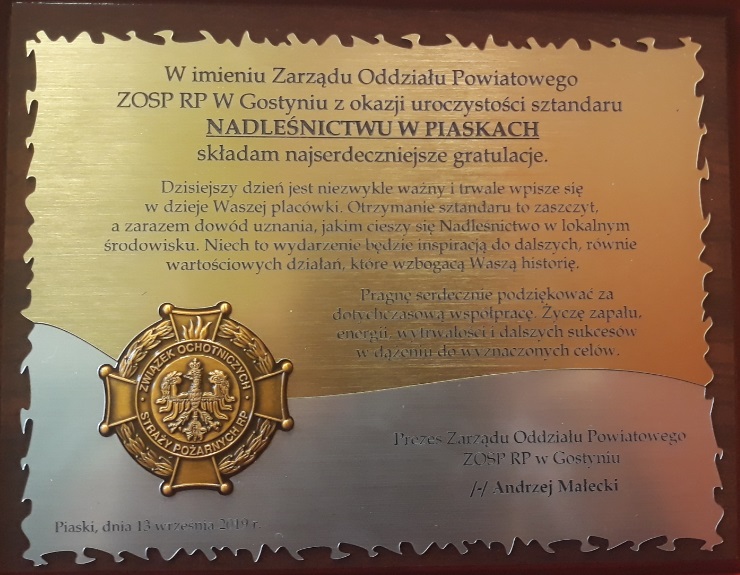 W imieniu Zarządu Oddziału Powiatowego
ZOSP RP W Gostyniu z okazji uroczystości sztandaru
NADLEŚNICTWU W PIASKACH
składam najserdeczniejsze gratulacje.
Dzisiejszy dzień jest niezwykle ważny i trwale wpisze się
w dzieje Waszej placówki. Otrzymanie sztandaru to zaszczyt,
a zarazem dowód uznania, jakim cieszy się Nadleśnictwo w lokalnym
środowisku. Niech to wydarzenie będzie inspiracją do dalszych, równie
wartościowych działań, które wzbogacą Waszą historię.
Pragnę serdecznie podziękować za
dotychczasową współpracę. Życzę zapału,
energii, wytrwałości i dalszych sukcesów
w dążeniu do wyznaczonych celów.
ZWIĄZEK OCHOTNICZYCH
STRAŻY POŻARNYCH RP
Prezes Zarządu Oddziału Powiatowego
ZOSP RP w Gostyniu
/-/ Andrzej Małecki
Piaski, dnia 13 września 2019 r.